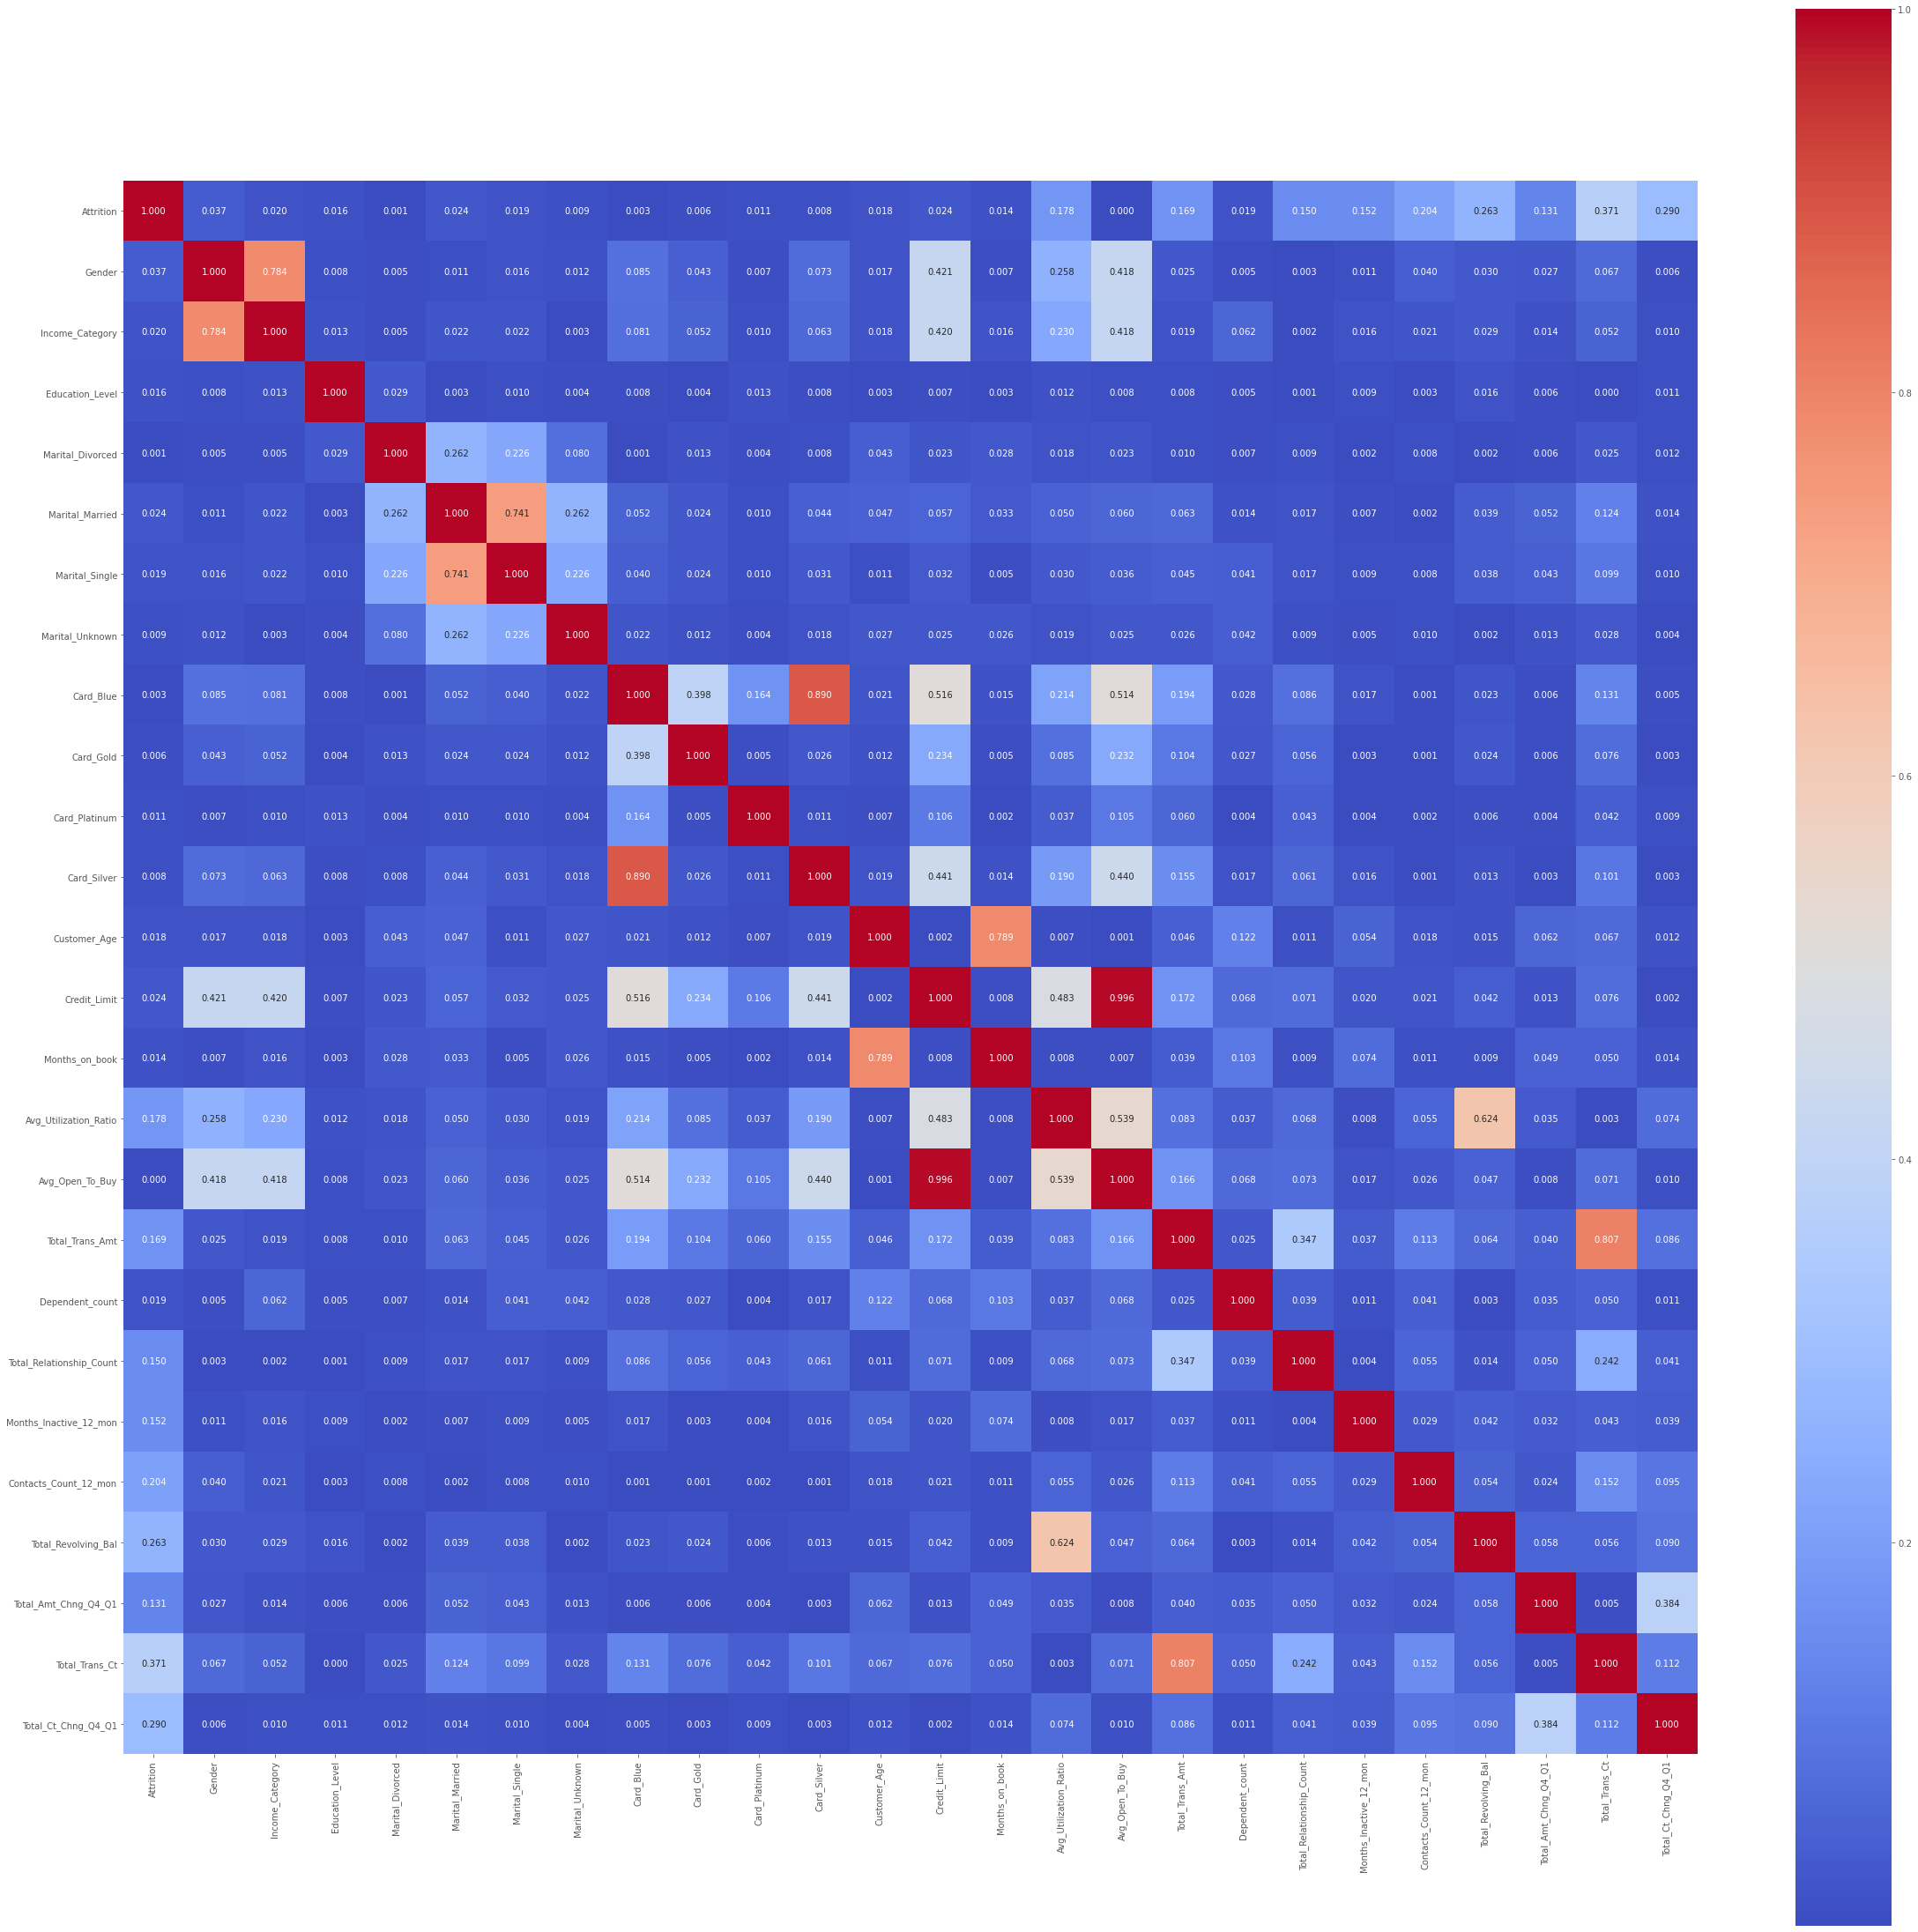 1.0
Attrition 1.000 0.037 0.020 0.016 0.001 0.024 0.019 0.009 0.003 0.006 0.011 0.008 0.018 0.024 0.014 0.178 0.000 0.169 0.019 0.150 0.152 0.204 0.263 0.131 0.371 0.290
Gender 0.037 1.000 0.784 0.008 0.005 0.011 0.016 0.012 0.085 0.043 0.007 0.073 0.017 0.421 0.007 0.258 0.418 0.025 0.005 0.003 0.011 0.040 0.030 0.027 0.067 0.006
Income_Category 0.020 0.784 1.000 0.013 0.005 0.022 0.022 0.003 0.081 0.052 0.010 0.063 0.018 0.420 0.016 0.230 0.418 0.019 0.062 0.002 0.016 0.021 0.029 0.014 0.052 0.010
Education_Level 0.016 0.008 0.013 1.000 0.029 0.003 0.010 0.004 0.008 0.004 0.013 0.008 0.003 0.007 0.003 0.012 0.008 0.008 0.005 0.001 0.009 0.003 0.016 0.006 0.000 0.011
0.8
Marital_Divorced 0.001 0.005 0.005 0.029 1.000 0.262 0.226 0.080 0.001 0.013 0.004 0.008 0.043 0.023 0.028 0.018 0.023 0.010 0.007 0.009 0.002 0.008 0.002 0.006 0.025 0.012
Marital_Married 0.024 0.011 0.022 0.003 0.262 1.000 0.741 0.262 0.052 0.024 0.010 0.044 0.047 0.057 0.033 0.050 0.060 0.063 0.014 0.017 0.007 0.002 0.039 0.052 0.124 0.014
Marital_Single 0.019 0.016 0.022 0.010 0.226 0.741 1.000 0.226 0.040 0.024 0.010 0.031 0.011 0.032 0.005 0.030 0.036 0.045 0.041 0.017 0.009 0.008 0.038 0.043 0.099 0.010
Marital_Unknown 0.009 0.012 0.003 0.004 0.080 0.262 0.226 1.000 0.022 0.012 0.004 0.018 0.027 0.025 0.026 0.019 0.025 0.026 0.042 0.009 0.005 0.010 0.002 0.013 0.028 0.004
Card_Blue 0.003 0.085 0.081 0.008 0.001 0.052 0.040 0.022 1.000 0.398 0.164 0.890 0.021 0.516 0.015 0.214 0.514 0.194 0.028 0.086 0.017 0.001 0.023 0.006 0.131 0.005
Card_Gold 0.006 0.043 0.052 0.004 0.013 0.024 0.024 0.012 0.398 1.000 0.005 0.026 0.012 0.234 0.005 0.085 0.232 0.104 0.027 0.056 0.003 0.001 0.024 0.006 0.076 0.003
0.6
Card_Platinum 0.011 0.007 0.010 0.013 0.004 0.010 0.010 0.004 0.164 0.005 1.000 0.011 0.007 0.106 0.002 0.037 0.105 0.060 0.004 0.043 0.004 0.002 0.006 0.004 0.042 0.009
Card_Silver 0.008 0.073 0.063 0.008 0.008 0.044 0.031 0.018 0.890 0.026 0.011 1.000 0.019 0.441 0.014 0.190 0.440 0.155 0.017 0.061 0.016 0.001 0.013 0.003 0.101 0.003
Customer_Age 0.018 0.017 0.018 0.003 0.043 0.047 0.011 0.027 0.021 0.012 0.007 0.019 1.000 0.002 0.789 0.007 0.001 0.046 0.122 0.011 0.054 0.018 0.015 0.062 0.067 0.012
Credit_Limit 0.024 0.421 0.420 0.007 0.023 0.057 0.032 0.025 0.516 0.234 0.106 0.441 0.002 1.000 0.008 0.483 0.996 0.172 0.068 0.071 0.020 0.021 0.042 0.013 0.076 0.002
Months_on_book 0.014 0.007 0.016 0.003 0.028 0.033 0.005 0.026 0.015 0.005 0.002 0.014 0.789 0.008 1.000 0.008 0.007 0.039 0.103 0.009 0.074 0.011 0.009 0.049 0.050 0.014
Avg_Utilization_Ratio 0.178 0.258 0.230 0.012 0.018 0.050 0.030 0.019 0.214 0.085 0.037 0.190 0.007 0.483 0.008 1.000 0.539 0.083 0.037 0.068 0.008 0.055 0.624 0.035 0.003 0.074
0.4
Avg_Open_To_Buy 0.000 0.418 0.418 0.008 0.023 0.060 0.036 0.025 0.514 0.232 0.105 0.440 0.001 0.996 0.007 0.539 1.000 0.166 0.068 0.073 0.017 0.026 0.047 0.008 0.071 0.010
Total_Trans_Amt 0.169 0.025 0.019 0.008 0.010 0.063 0.045 0.026 0.194 0.104 0.060 0.155 0.046 0.172 0.039 0.083 0.166 1.000 0.025 0.347 0.037 0.113 0.064 0.040 0.807 0.086
Dependent_count 0.019 0.005 0.062 0.005 0.007 0.014 0.041 0.042 0.028 0.027 0.004 0.017 0.122 0.068 0.103 0.037 0.068 0.025 1.000 0.039 0.011 0.041 0.003 0.035 0.050 0.011
Total_Relationship_Count 0.150 0.003 0.002 0.001 0.009 0.017 0.017 0.009 0.086 0.056 0.043 0.061 0.011 0.071 0.009 0.068 0.073 0.347 0.039 1.000 0.004 0.055 0.014 0.050 0.242 0.041
Months_Inactive_12_mon 0.152 0.011 0.016 0.009 0.002 0.007 0.009 0.005 0.017 0.003 0.004 0.016 0.054 0.020 0.074 0.008 0.017 0.037 0.011 0.004 1.000 0.029 0.042 0.032 0.043 0.039
Contacts_Count_12_mon 0.204 0.040 0.021 0.003 0.008 0.002 0.008 0.010 0.001 0.001 0.002 0.001 0.018 0.021 0.011 0.055 0.026 0.113 0.041 0.055 0.029 1.000 0.054 0.024 0.152 0.095
Total_Revolving_Bal 0.263 0.030 0.029 0.016 0.002 0.039 0.038 0.002 0.023 0.024 0.006 0.013 0.015 0.042 0.009 0.624 0.047 0.064 0.003 0.014 0.042 0.054 1.000 0.058 0.056 0.090
0.2
Total_Amt_Chng_Q4_Q1 0.131 0.027 0.014 0.006 0.006 0.052 0.043 0.013 0.006 0.006 0.004 0.003 0.062 0.013 0.049 0.035 0.008 0.040 0.035 0.050 0.032 0.024 0.058 1.000 0.005 0.384
Total_Trans_Ct 0.371 0.067 0.052 0.000 0.025 0.124 0.099 0.028 0.131 0.076 0.042 0.101 0.067 0.076 0.050 0.003 0.071 0.807 0.050 0.242 0.043 0.152 0.056 0.005 1.000 0.112
Total_Ct_Chng_Q4_Q1 0.290 0.006 0.010 0.011 0.012 0.014 0.010 0.004 0.005 0.003 0.009 0.003 0.012 0.002 0.014 0.074 0.010 0.086 0.011 0.041 0.039 0.095 0.090 0.384 0.112 1.000
Attrition
Gender
Income_Category
Education_Level
Marital_Divorced
Marital_Married
Marital_Single
Marital_Unknown
Card_Blue
Card_Gold
Card_Platinum
Card_Silver
Customer_Age
Credit_Limit
Months_on_book
Avg_Utilization_Ratio
Avg_Open_To_Buy
Total_Trans_Amt
Dependent_count
Total_Relationship_Count
Months_Inactive_12_mon
Contacts_Count_12_mon
Total_Revolving_Bal
Total_Amt_Chng_Q4_Q1
Total_Trans_Ct
Total_Ct_Chng_Q4_Q1